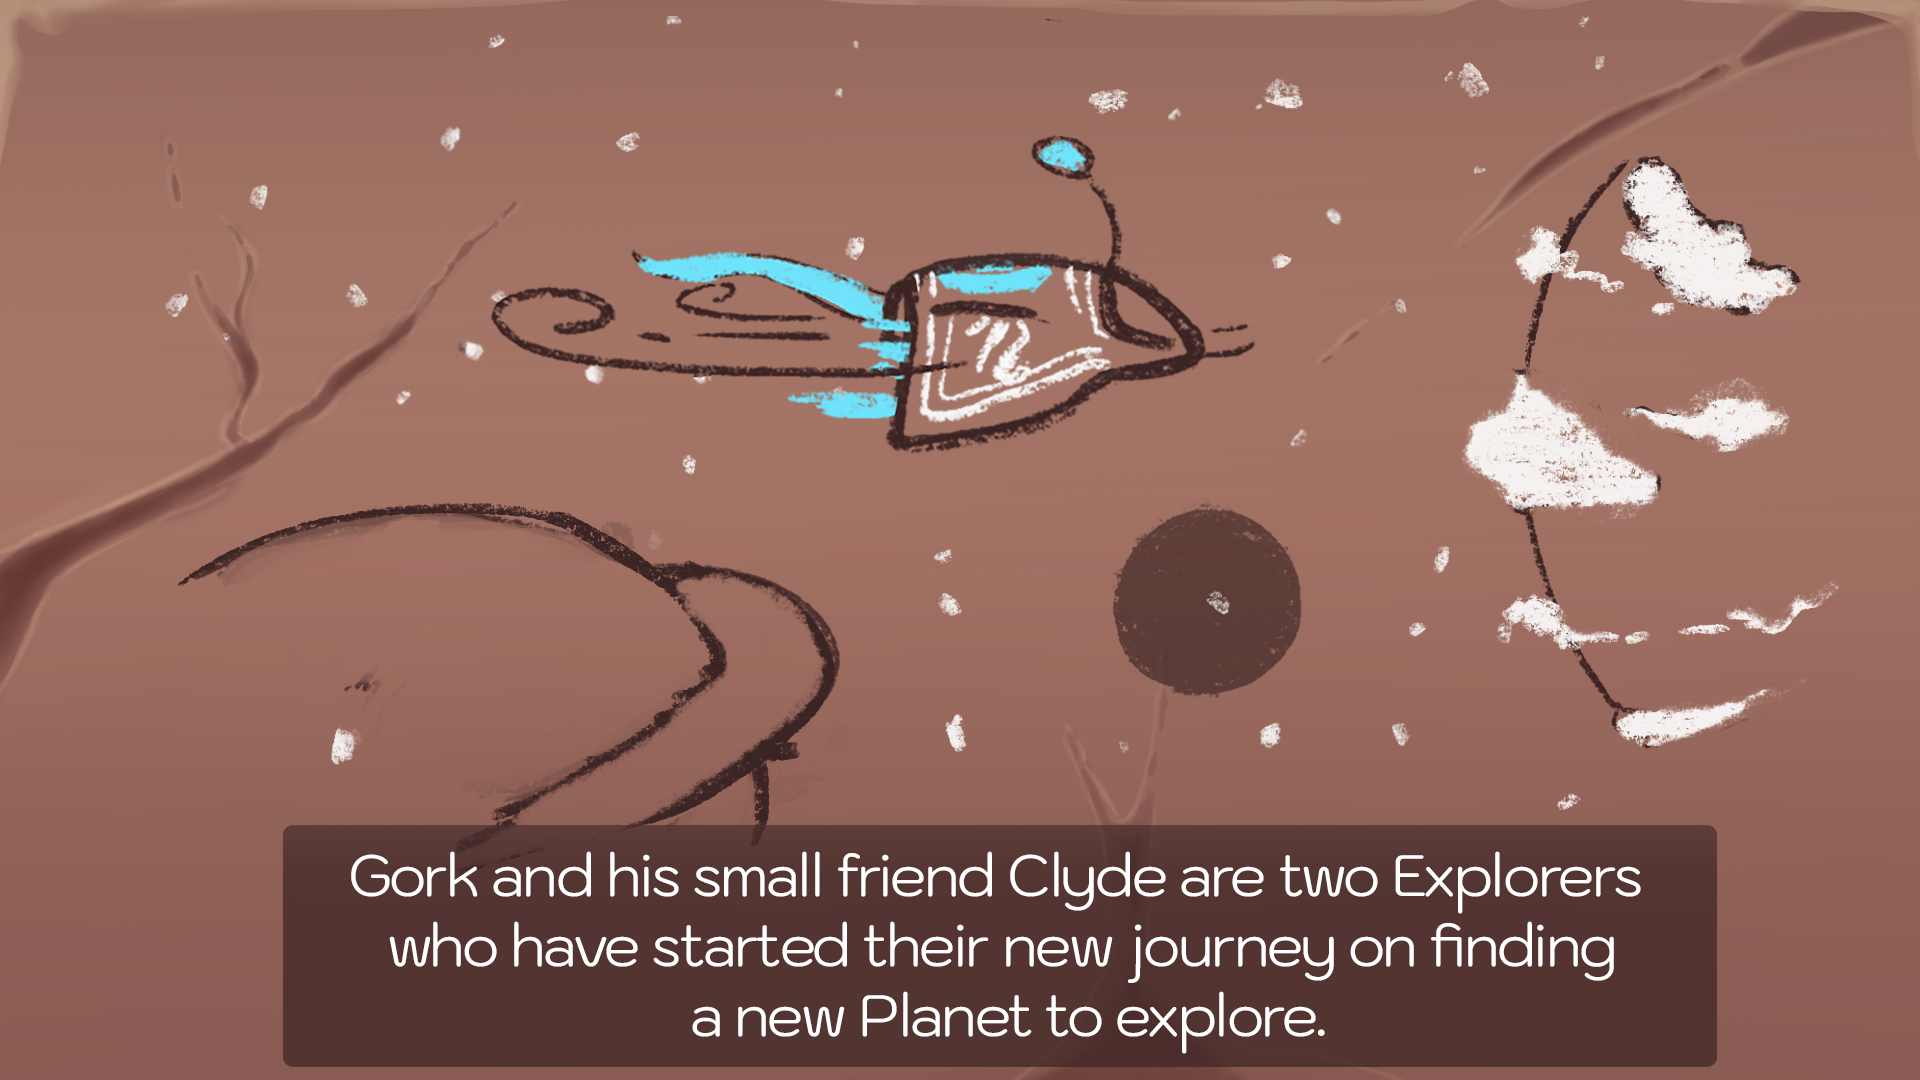 Gork and his small friend Clyde are two Explorers
who have started their new journey on finding
a new Planet to explore.